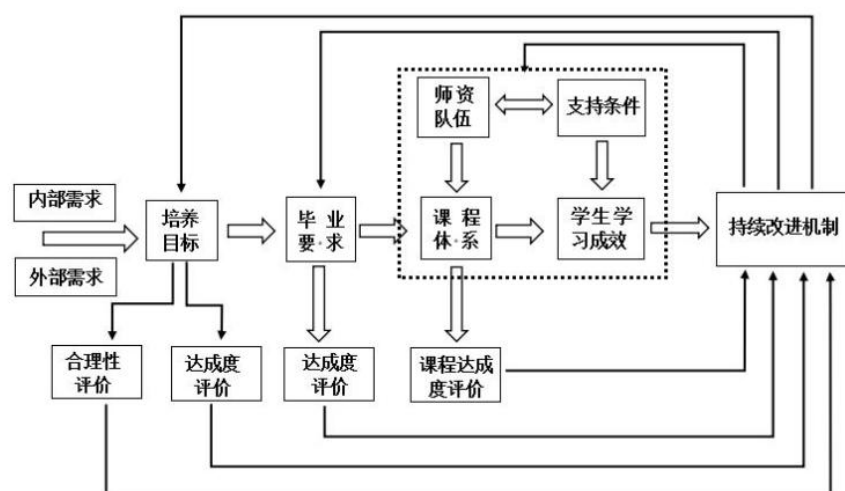 师资
队伍
支持条件
内部需求
外部需求
培养
目标
毕 业
要·求
课 程
体·系
学生学
习成效
持续改进机制
合理性
评价
达成度
评价
达成度
评价
课程达成
度评价